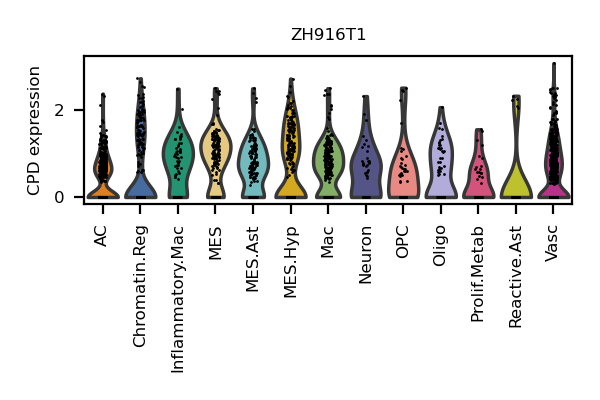 ZH916T1
CPD expression
2
0
AC
Chromatin.Reg
Inflammatory.Mac
MES
MES.Ast
MES.Hyp
Mac
Neuron
OPC
Oligo
Prolif.Metab
Reactive.Ast
Vasc